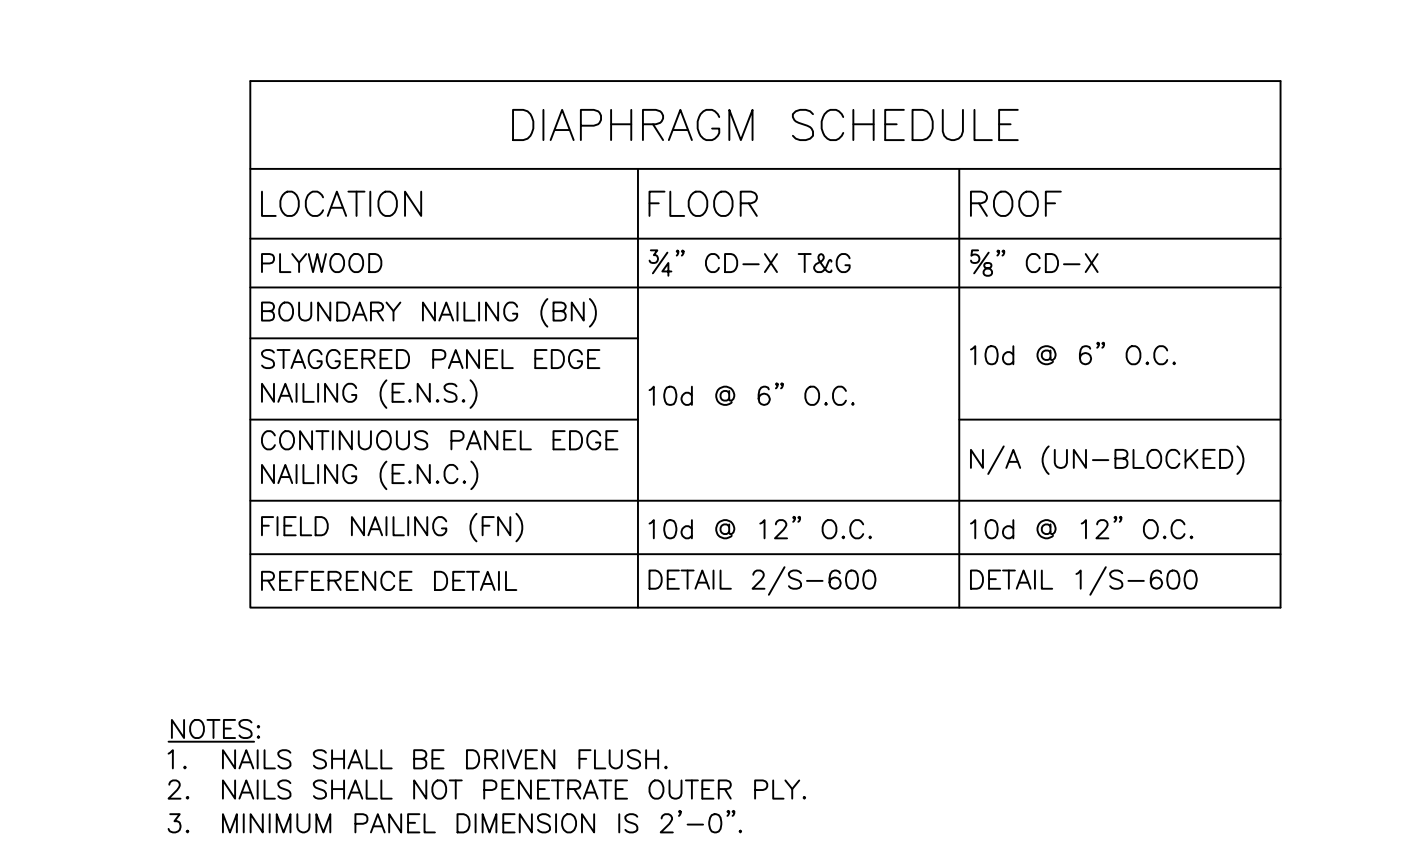 DIAPHRAGM SCHEDULE
LOCATION FLOOR ROOF
PLYWOOD ¾” CD-X T&G ⅝” CD-X
BOUNDARY NAILING (BN)
STAGGERED PANEL EDGE
NAILING (E.N.S.)
10d @ 6” O.C.
10d @ 6” O.C.
CONTINUOUS PANEL EDGE
NAILING (E.N.C.)
N/A (UN-BLOCKED)
FIELD NAILING (FN) 10d @ 12” O.C. 10d @ 12” O.C.
REFERENCE DETAIL DETAIL 2/S-600 DETAIL 1/S-600
NOTES:
1. NAILS SHALL BE DRIVEN FLUSH.
2. NAILS SHALL NOT PENETRATE OUTER PLY.
3. MINIMUM PANEL DIMENSION IS 2’-0”.